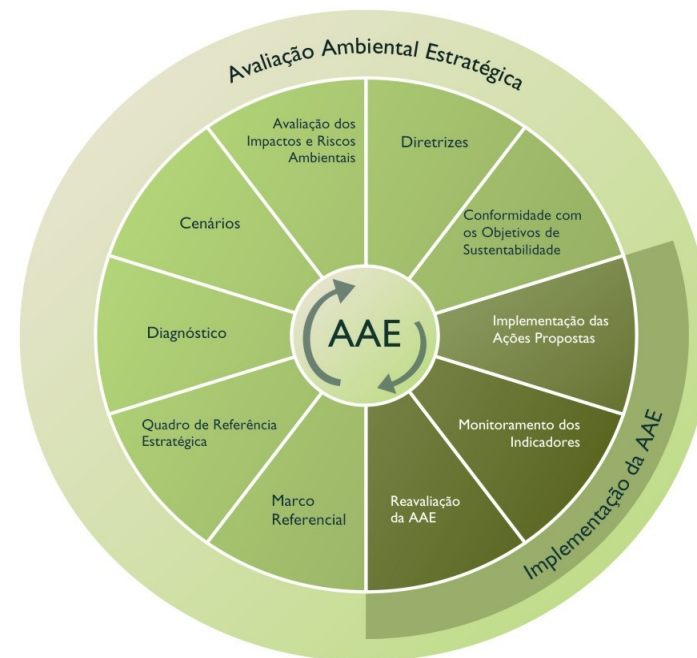 Avaliação Ambiental Estratégica
Avaliação dos
Impactos e Riscos
Ambientais
Diretrizes
Cenários
Conformidade com
os Objetivos de
Sustentabilidade
Diagnóstico
AAE
Implementação das
Ações Propostas
Quadro de Referência
Estratégica
Monitoramento dos
Indicadores
Marco
Referencial
Reavaliação
da AAE
Implementação da AAE